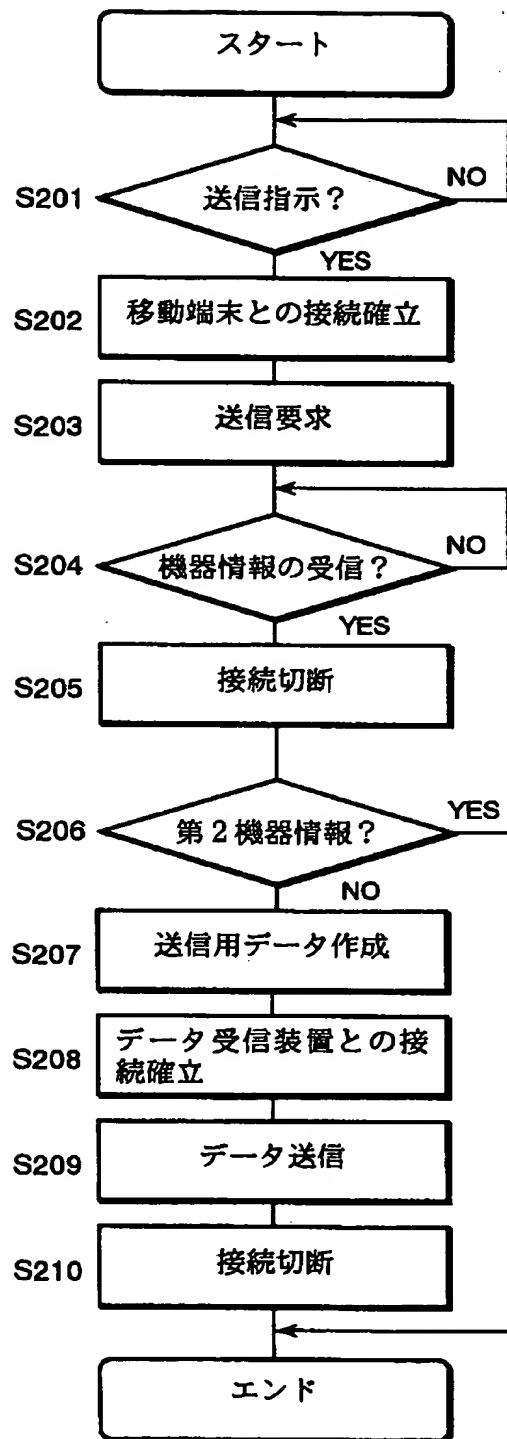 スタート
S201
送信指示？
NO
YES
S202
移動端末との接続確立
S203
送信要求
S204
機器情報の受信？
NO
YES
S205
接続切断
S206
第２機器情報？
YES
NO
S207
送信用データ作成
S208
データ受信装置との接
続確立
S209
データ送信
S210
接続切断
エンド